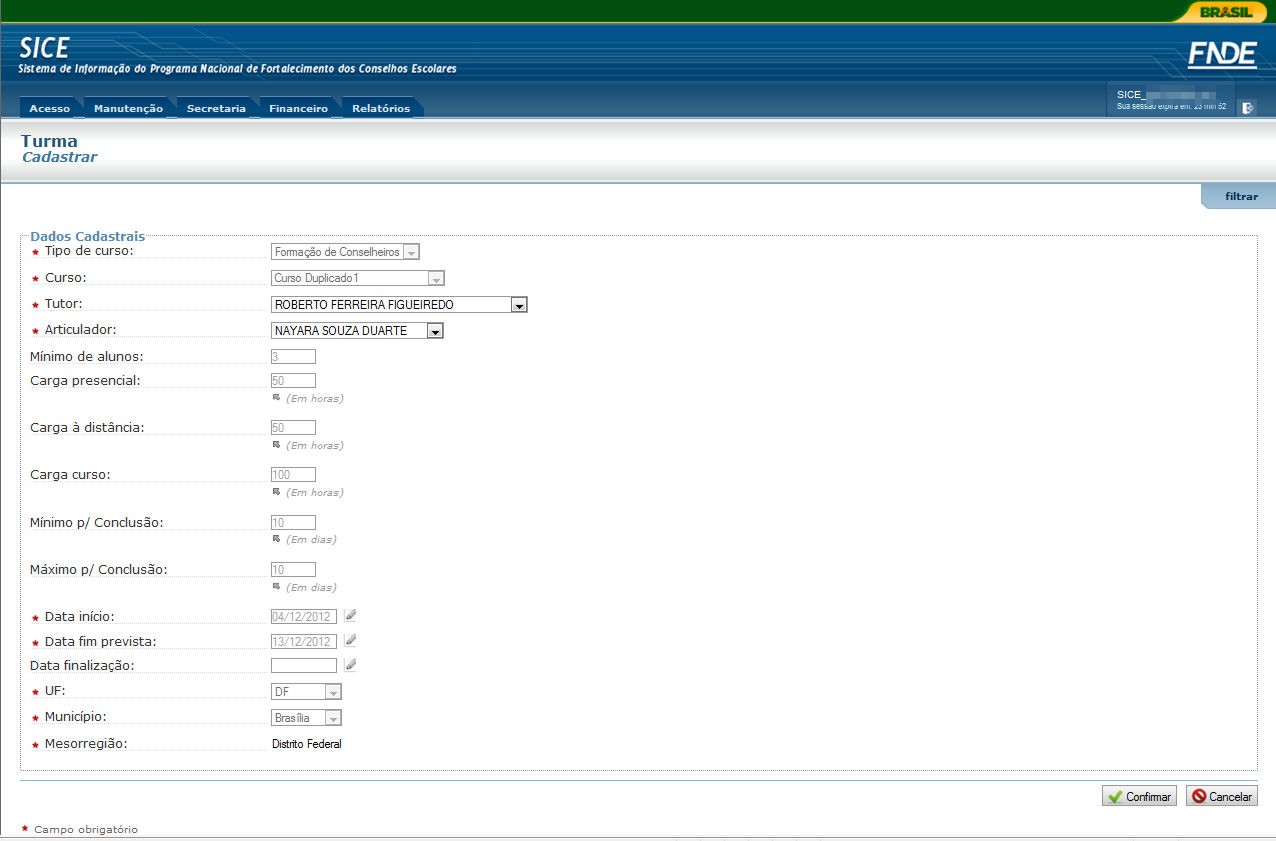 BRASIL
SICE
Sistema de Informação do Programa Nacional de Fortalecimento dos Conselhos Escolares
FNDE
Acesso Manutenção Secretaria Financeiro Relatórios
SICE_
Sua sessão expira em: 23 min 52
Turma
Cadastrar
filtrar
Dados Cadastrais
* Tipo de curso: Formação de Conselheiros
* Curso: Curso Duplicado1
* Tutor: ROBERTO FERREIRA FIGUEIREDO
* Articulador: NAYARA SOUZA DUARTE
Mínimo de alunos: 3
Carga presencial: 50
(Em horas)
Carga à distância: 50
(Em horas)
Carga curso: 100
(Em horas)
Mínimo p/ Conclusão: 10
(Em dias)
Máximo p/ Conclusão: 10
(Em dias)
* Data início: 04/12/2012
* Data fim prevista: 13/12/2012
Data finalização:
* UF: DF
* Município: Brasília
* Mesorregião: Distrito Federal
Confirmar Cancelar
* Campo obrigatório